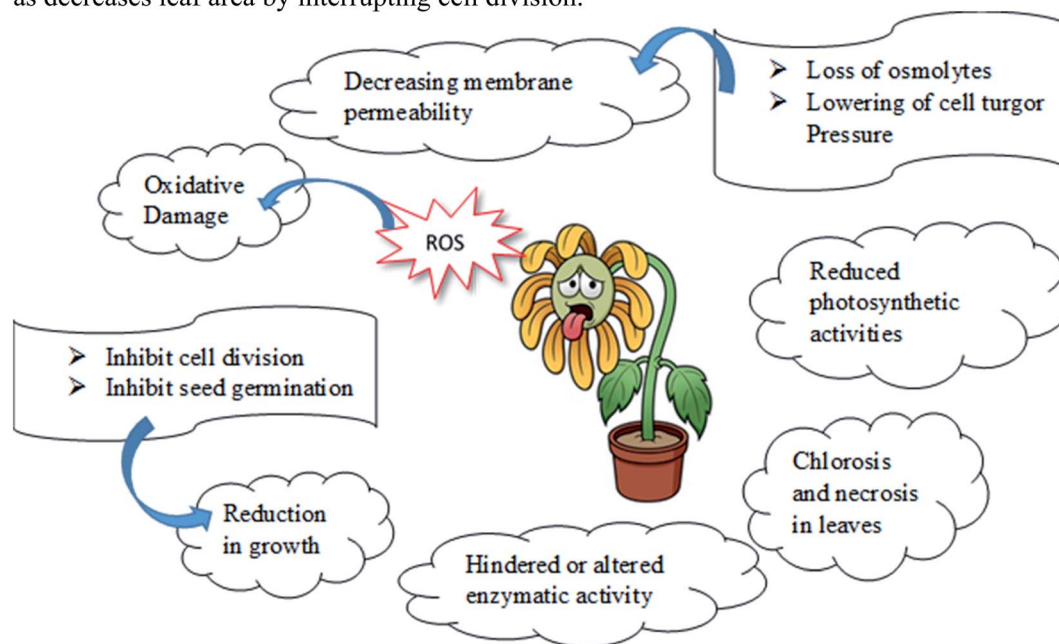 as decreases leaf area by interrupting cell division.
Decreasing membrane
permeability
➢ Loss of osmolytes
➢ Lowering of cell turgor
Pressure
Oxidative
Damage
ROS
Reduced
photosynthetic
activities
➢ Inhibit cell division
➢ Inhibit seed germination
Chlorosis
and necrosis
in leaves
Reduction
in growth
Hindered or altered
enzymatic activity